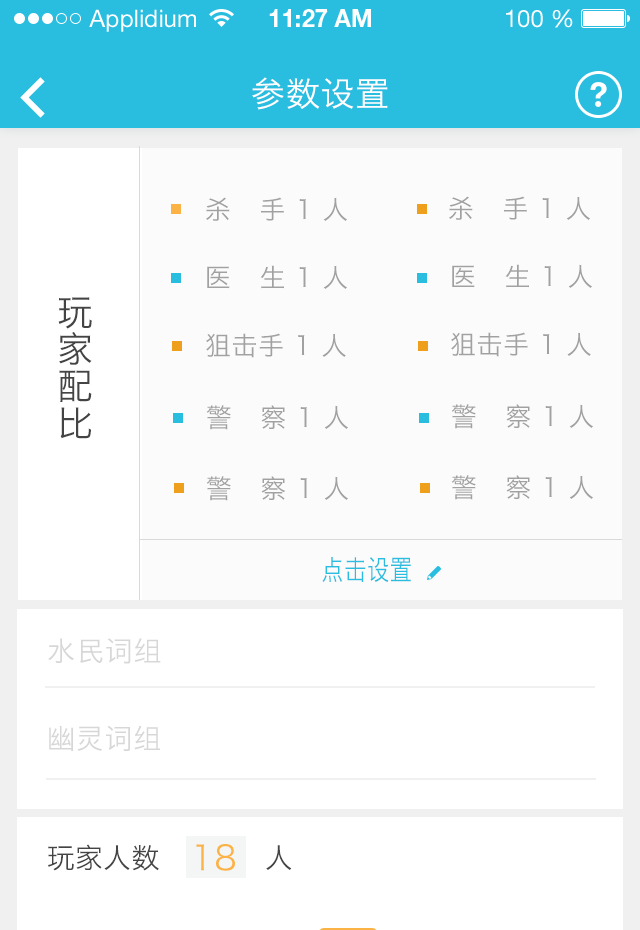 Applidium 11:27 AM 100 %
参数设置
?
玩家配比
杀 手 1 人 杀 手 1 人
医 生 1 人 医 生 1 人
狙击手 1 人 狙击手 1 人
警 察 1 人 警 察 1 人
警 察 1 人 警 察 1 人
点击设置
水民词组
幽灵词组
玩家人数 18 人